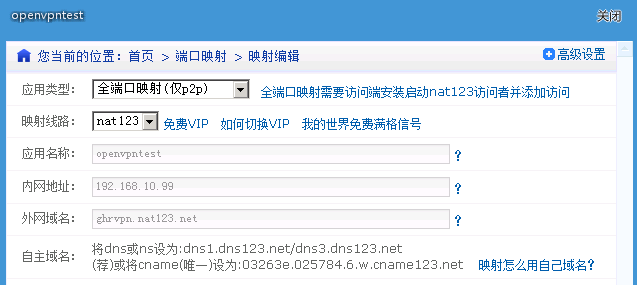 openvpntest 关闭
您当前的位置：首页 > 端口映射 > 映射编辑 高级设置
应用类型： 全端口映射(仅p2p) 全端口映射需要访问端安装启动nat123访问者并添加访问
映射线路： nat123 免费VIP 如何切换VIP 我的世界免费满格信号
应用名称： openvpntest ?
内网地址： 192.168.10.99 ?
外网域名： ghrvpn.nat123.net ?
自主域名： 将dns或ns设为:dns1.dns123.net/dns3.dns123.net
(荐)或将cname(唯一)设为:03263e.025784.6.w.cname123.net 映射怎么用自己域名?